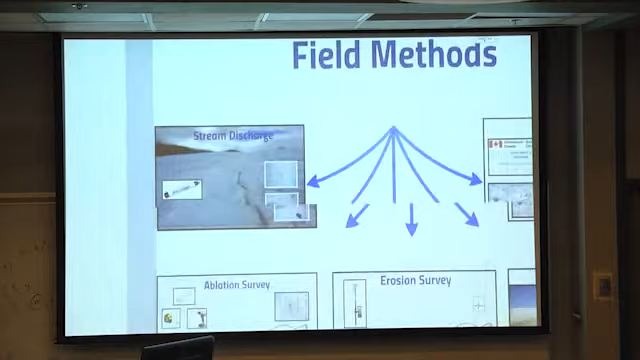 Field Methods
Stream Discharge
Ablation Survey
Erosion Survey